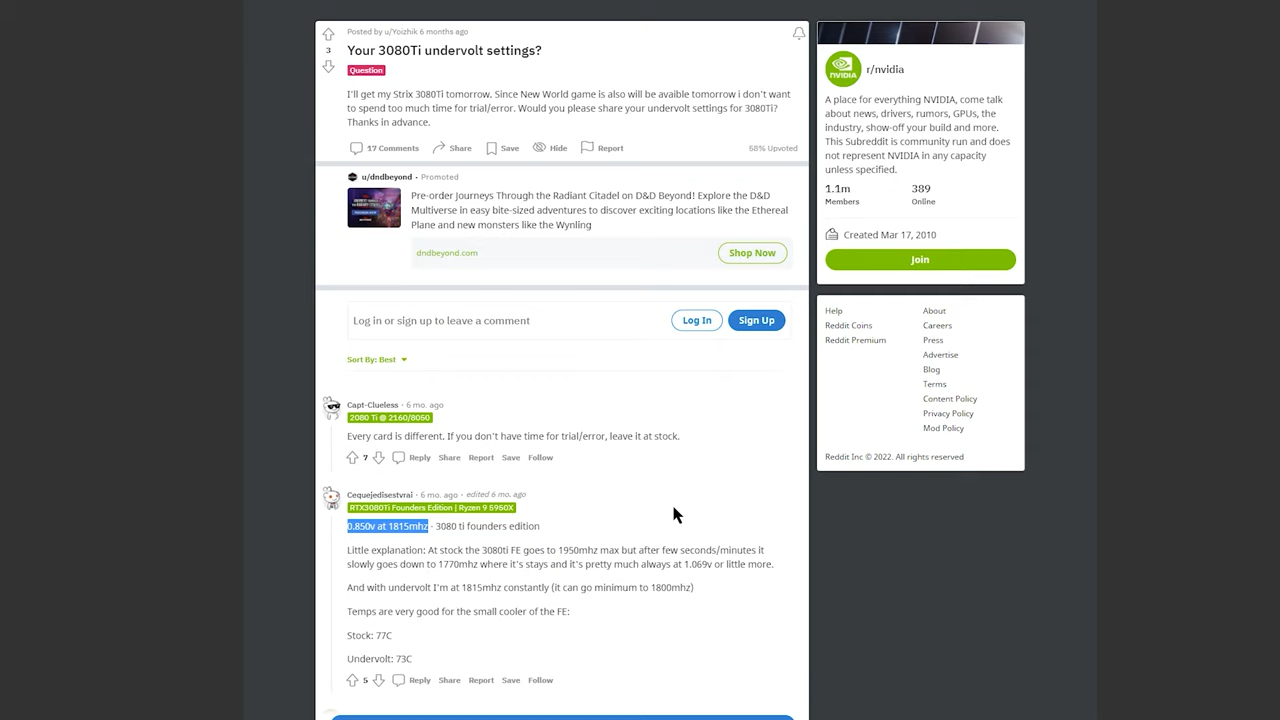 Posted by u/Yoizhik 6 months ago
3
Your 3080Ti undervolt settings?
Question
I'll get my Strix 3080Ti tomorrow. Since New World game is also will be avaible tomorrow i don't want
to spend too much time for trial/error. Would you please share your undervolt settings for 3080Ti?
Thanks in advance.
17 Comments
Share
Save
Hide
Report
58% Upvoted
u/dndbeyond · Promoted
Pre-order Journeys Through the Radiant Citadel on D&D Beyond! Explore the D&D
Multiverse in easy bite-sized adventures to discover exciting locations like the Ethereal
Plane and new monsters like the Wynling
dndbeyond.com
Shop Now
Log in or sign up to leave a comment
Log In
Sign Up
Sort By: Best
Capt-Clueless · 6 mo. ago
2080 Ti @ 2160/8050
Every card is different. If you don't have time for trial/error, leave it at stock.
7
Reply
Share
Report
Save
Follow
Cequejedisestvrai · 6 mo. ago · edited 6 mo. ago
RTX3080Ti Founders Edition | Ryzen 9 5950X
0.850v at 1815mhz - 3080 ti founders edition
Little explanation: At stock the 3080ti FE goes to 1950mhz max but after few seconds/minutes it
slowly goes down to 1770mhz where it's stays and it's pretty much always at 1.069v or little more.
And with undervolt I'm at 1815mhz constantly (it can go minimum to 1800mhz)
Temps are very good for the small cooler of the FE:
Stock: 77C
Undervolt: 73C
5
Reply
Share
Report
Save
Follow
NVIDIA
r/nvidia
A place for everything NVIDIA, come talk
about news, drivers, rumors, GPUs, the
industry, show-off your build and more.
This Subreddit is community run and does
not represent NVIDIA in any capacity
unless specified.
1.1m
Members
389
Online
Created Mar 17, 2010
Join
Help
Reddit Coins
Reddit Premium
About
Careers
Press
Advertise
Blog
Terms
Content Policy
Privacy Policy
Mod Policy
Reddit Inc © 2022. All rights reserved